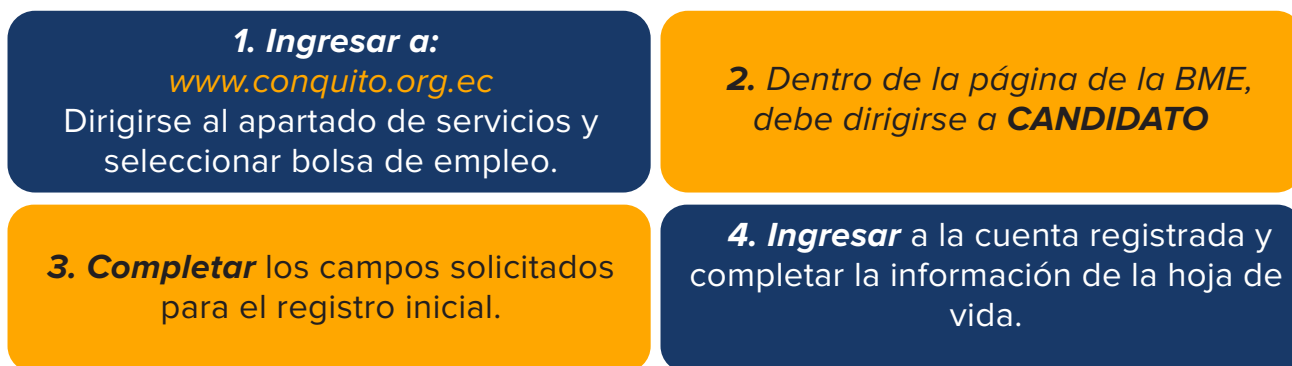 1. Ingresar a:
www.conquito.org.ec
Dirigirse al apartado de servicios y
seleccionar bolsa de empleo.
2. Dentro de la página de la BME,
debe dirigirse a CANDIDATO
3. Completar los campos solicitados
para el registro inicial.
4. Ingresar a la cuenta registrada y
completar la información de la hoja de
vida.